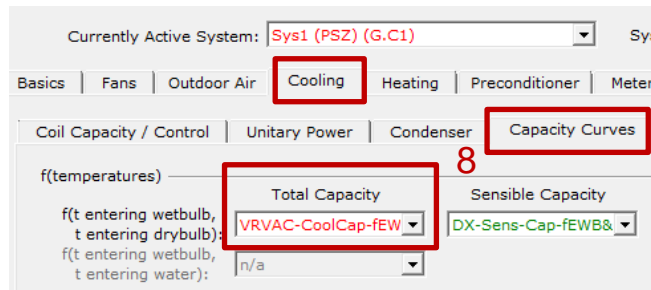 Currently Active System: Sys1 (PSZ) (G.C1) Sy
Basics Fans Outdoor Air Cooling Heating Preconditioner Meter
Coil Capacity / Control Unitary Power Condenser Capacity Curves
8
f(temperatures)
Total Capacity Sensible Capacity
f(t entering wetbulb,
t entering drybulb): VRVAC-CoolCap-fEW DX-Sens-Cap-fEWB&
f(t entering wetbulb,
t entering water): n/a